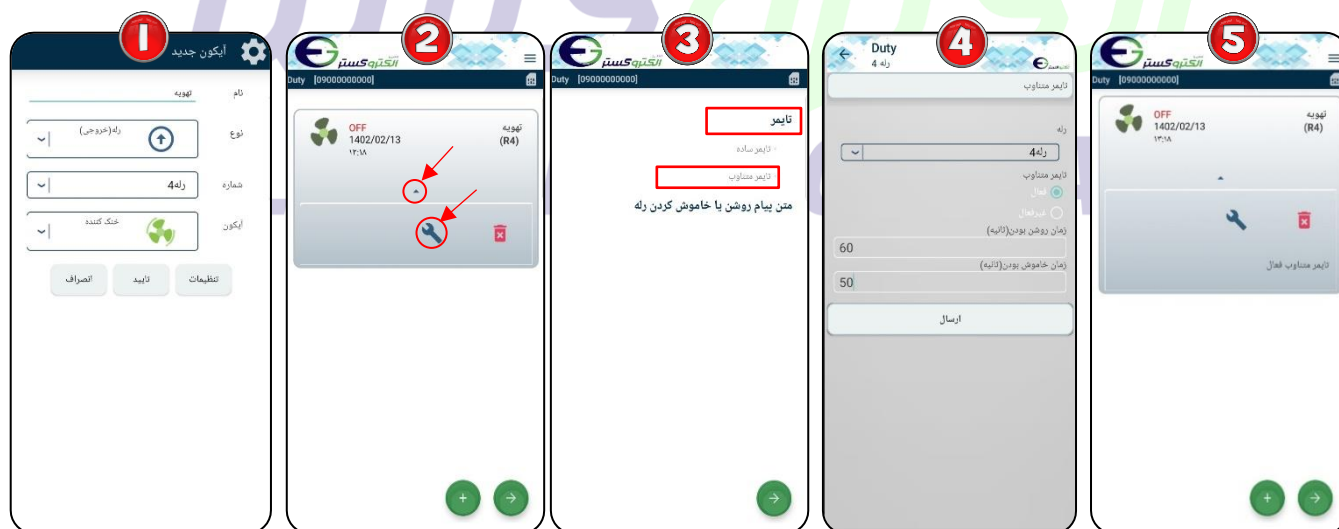 1
آیکون جدید
نام
تهویه
نوع
رله(خروجی)
شماره
رله4
آیکون
خنک کننده
تنظیمات
تایید
انصراف
2
الکتروگستر
Duty [09000000000]
تهویه
(R4)
OFF
1402/02/13
۱۳:۱۸
+
3
الکتروگستر
Duty [09000000000]
تایمر
- تایمر ساده
- تایمر متناوب
متن پیام روشن یا خاموش کردن رله
4
Duty
رله 4
تایمر متناوب
رله
رله4
تایمر متناوب
فعال
غیرفعال
زمان روشن بودن(ثانیه)
60
زمان خاموش بودن(ثانیه)
50
ارسال
5
الکتروگستر
Duty [09000000000]
تهویه
(R4)
OFF
1402/02/13
۱۳:۱۸
تایمر متناوب فعال
+